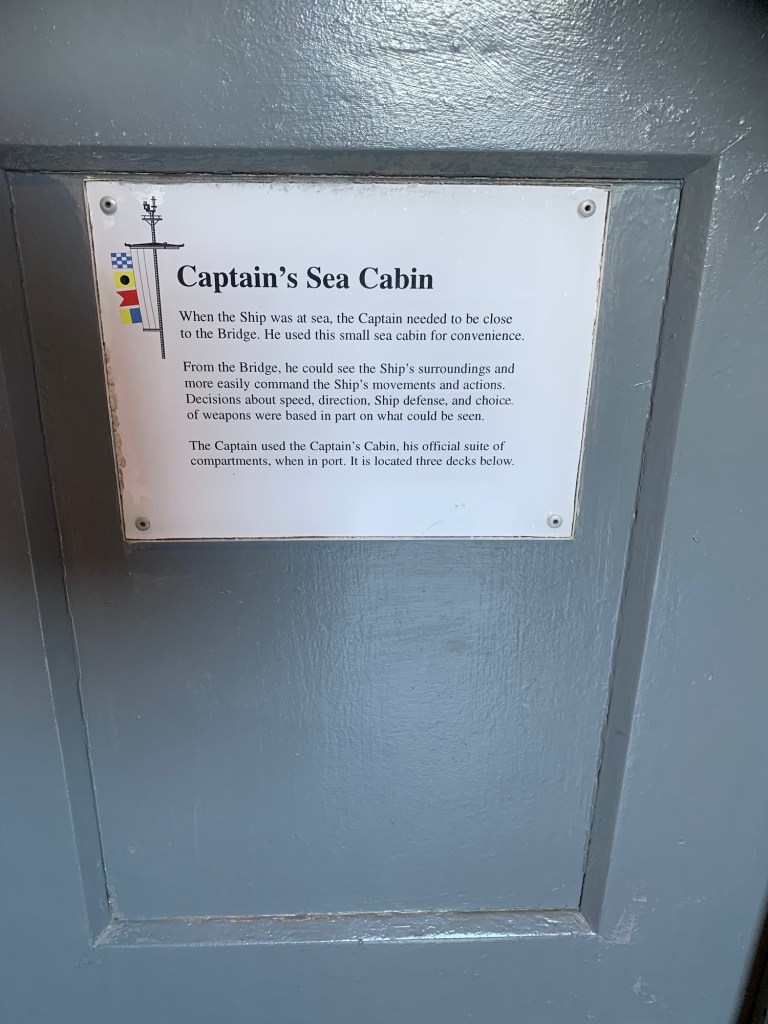 Captain's Sea Cabin
When the Ship was at sea, the Captain needed to be close
to the Bridge. He used this small sea cabin for convenience.
From the Bridge, he could see the Ship's surroundings and
more easily command the Ship's movements and actions.
Decisions about speed, direction, Ship defense, and choice
of weapons were based in part on what could be seen.
The Captain used the Captain's Cabin, his official suite of
compartments, when in port. It is located three decks below.